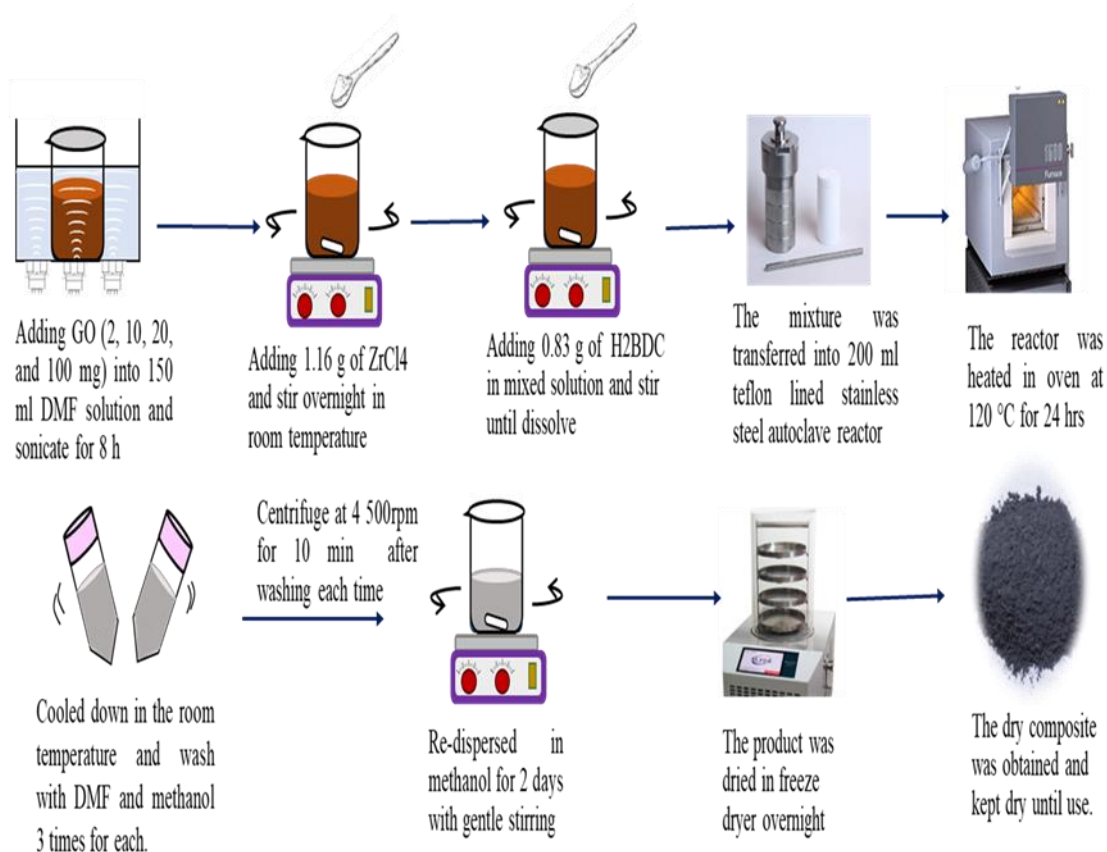 Adding GO (2, 10, 20,
and 100 mg) into 150
ml DMF solution and
sonicate for 8 h
Adding 1.16 g of ZrCl4
and stir overnight in
room temperature
Adding 0.83 g of H2BDC
in mixed solution and stir
until dissolve
The mixture was
transferred into 200 ml
teflon lined stainless
steel autoclave reactor
1600
Furnace
The reactor was
heated in oven at
120 °C for 24 hrs
Cooled down in the room
temperature and wash
with DMF and methanol
3 times for each.
Centrifuge at 4 500rpm
for 10 min after
washing each time
Re-dispersed in
methanol for 2 days
with gentle stirring
The product was
dried in freeze
dryer overnight
The dry composite
was obtained and
kept dry until use.